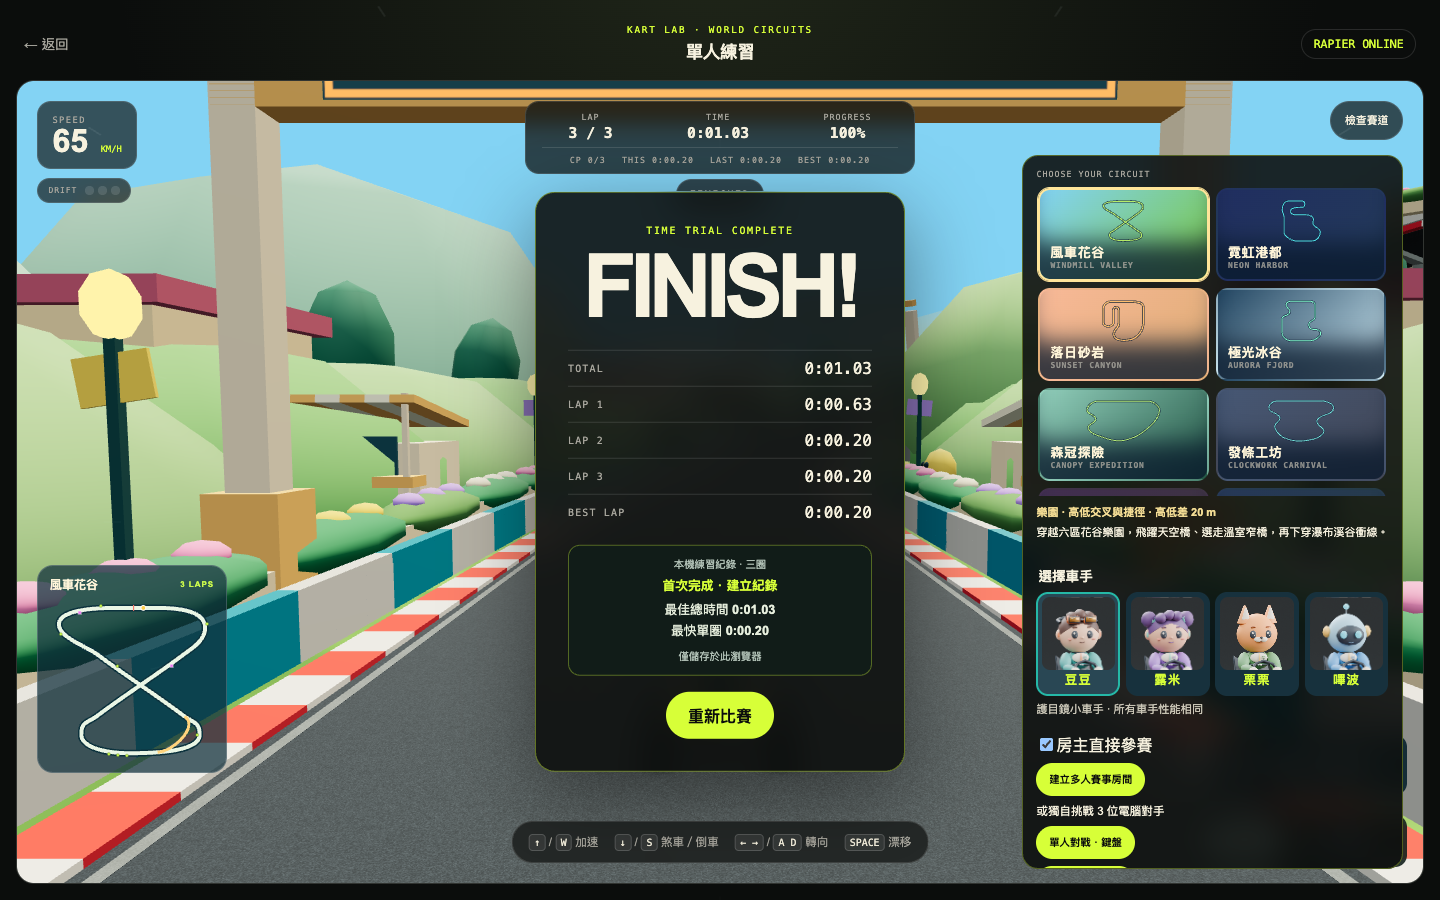 ← 返回
KART LAB · WORLD CIRCUITS
單人練習
RAPIER ONLINE
SPEED
65 KM/H
DRIFT
LAP TIME PROGRESS
3 / 3 0:01.03 100%
CP 0/3 THIS 0:00.20 LAST 0:00.20 BEST 0:00.20
檢查賽道
TIME TRIAL COMPLETE
FINISH!
TOTAL 0:01.03
LAP 1 0:00.63
LAP 2 0:00.20
LAP 3 0:00.20
BEST LAP 0:00.20
本機練習紀錄 · 三圈
首次完成 · 建立紀錄
最佳總時間 0:01.03
最快單圈 0:00.20
僅儲存於此瀏覽器
重新比賽
風車花谷 3 LAPS
↑ / W 加速 ↓ / S 煞車 / 倒車 ← → / A D 轉向 SPACE 漂移
CHOOSE YOUR CIRCUIT
風車花谷
WINDMILL VALLEY
霓虹港都
NEON HARBOR
落日砂岩
SUNSET CANYON
極光冰谷
AURORA FJORD
森冠探險
CANOPY EXPEDITION
發條工坊
CLOCKWORK CARNIVAL
樂園 · 高低交叉與捷徑 · 高低差 20 m
穿越六區花谷樂園，飛躍天空橋、選走溫室窄橋，再下穿瀑布溪谷衝線。
選擇車手
豆豆 露米 栗栗 嗶波
護目鏡小車手 · 所有車手性能相同
房主直接參賽
建立多人賽事房間
或獨自挑戰 3 位電腦對手
單人對戰 · 鍵盤